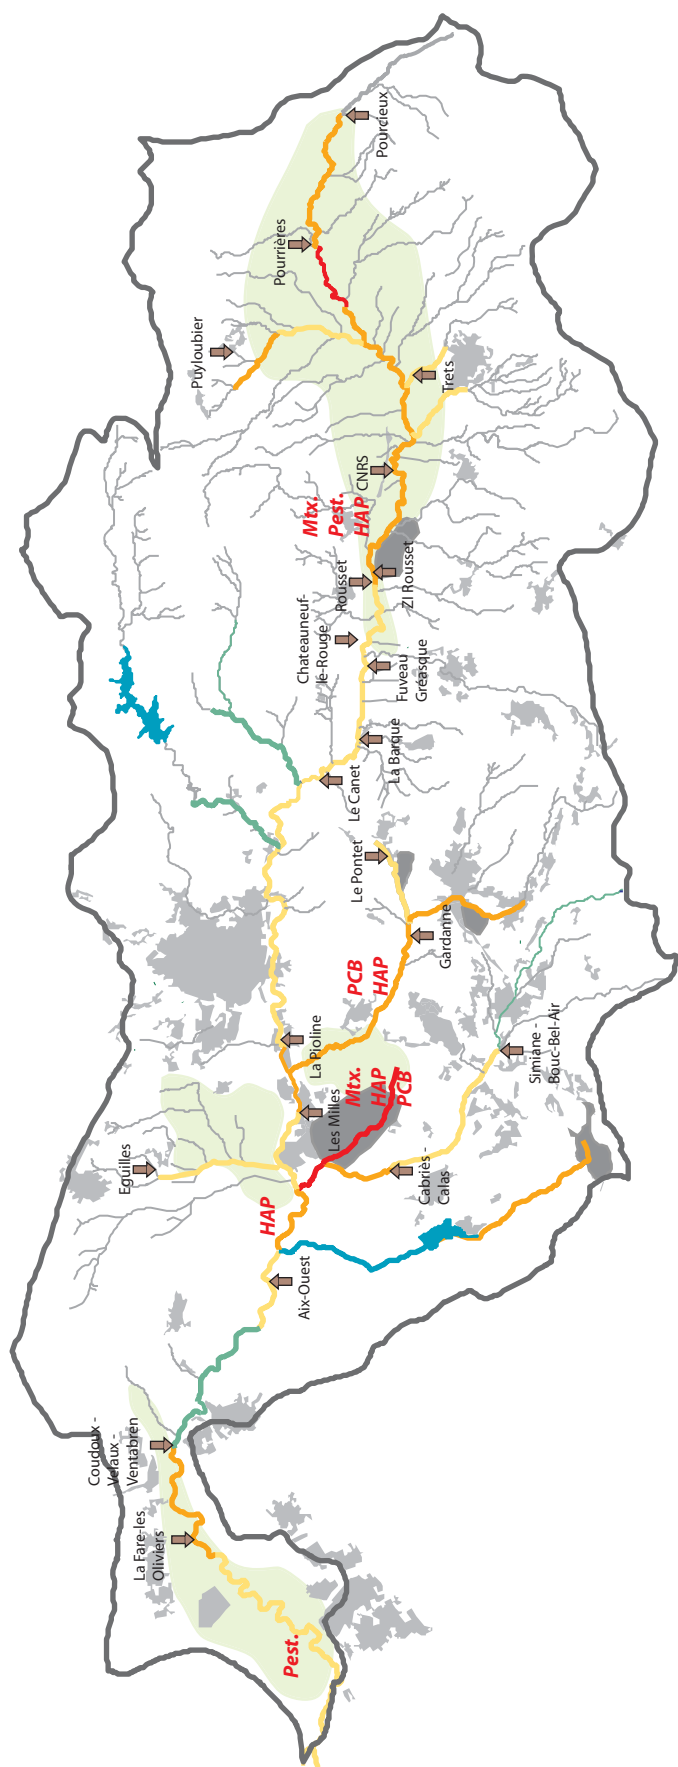 Pourcieux
Pourrières
Puyloubier
Trets
CNRS
Mtx.
Pest.
HAP
Rousset
ZI Rousset
Chateauneuf-
le-Rouge
Fuveau
Gréasque
La Barque
Le Canet
Le Pontet
Gardanne
PCB
HAP
La Pioline
Simiane -
Bouc-Bel-Air
Mtx.
HAP
PCB
Les Milles
Eguilles
Cabriès -
Calas
HAP
Aix-Ouest
Coudoux -
Velaux -
Ventabren
La Fare-les
Oliviers
Pest.